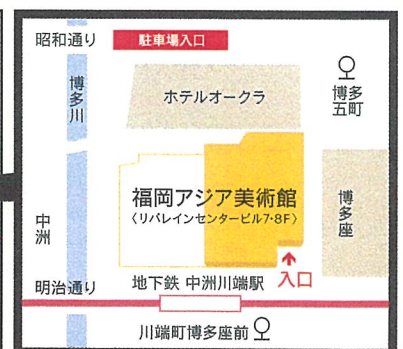 昭和通り
駐車場入口
博多川
ホテルオークラ
博多
五町
福岡アジア美術館
〈リバレインセンタービル7・8F〉
博多座
中洲
入口
明治通り
地下鉄 中洲川端駅
川端町博多座前